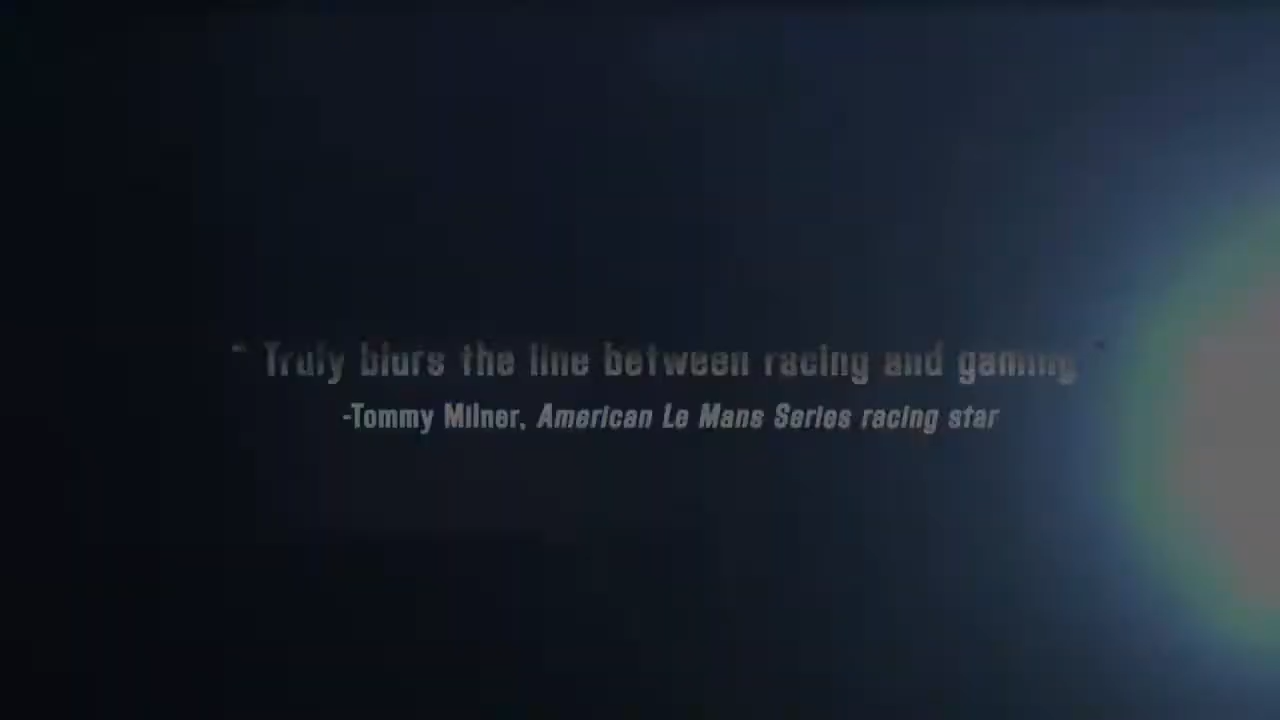 " Truly blurs the line between racing and gaming "
-Tommy Milner, American Le Mans Series racing star